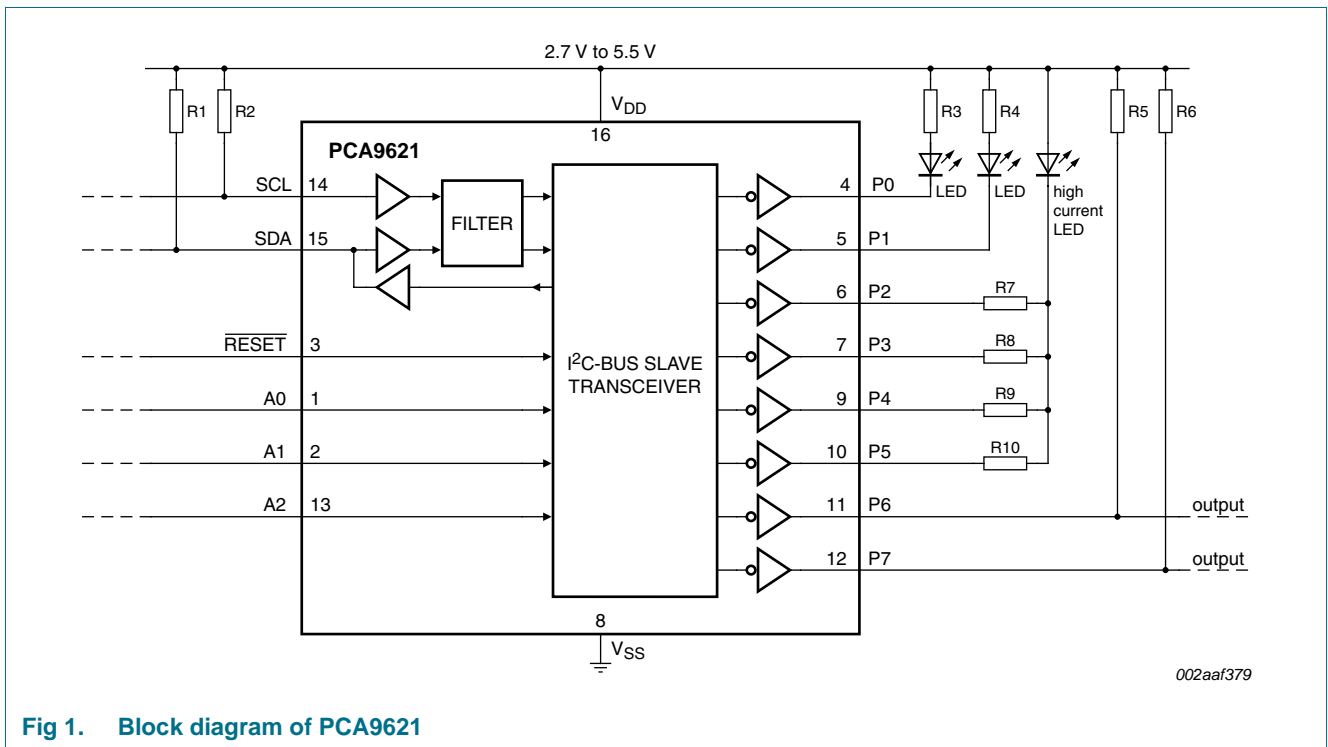 2.7 V to 5.5 V
R1
R2
R3
R4
R5
R6
VDD
16
PCA9621
SCL 14
SDA 15
FILTER
RESET 3
A0 1
A1 2
A2 13
I2C-BUS SLAVE
TRANSCEIVER
4 P0
5 P1
6 P2
7 P3
9 P4
10 P5
11 P6
12 P7
LED
LED
high
current
LED
R7
R8
R9
R10
output
output
8
VSS
002aaf379
Fig 1. Block diagram of PCA9621